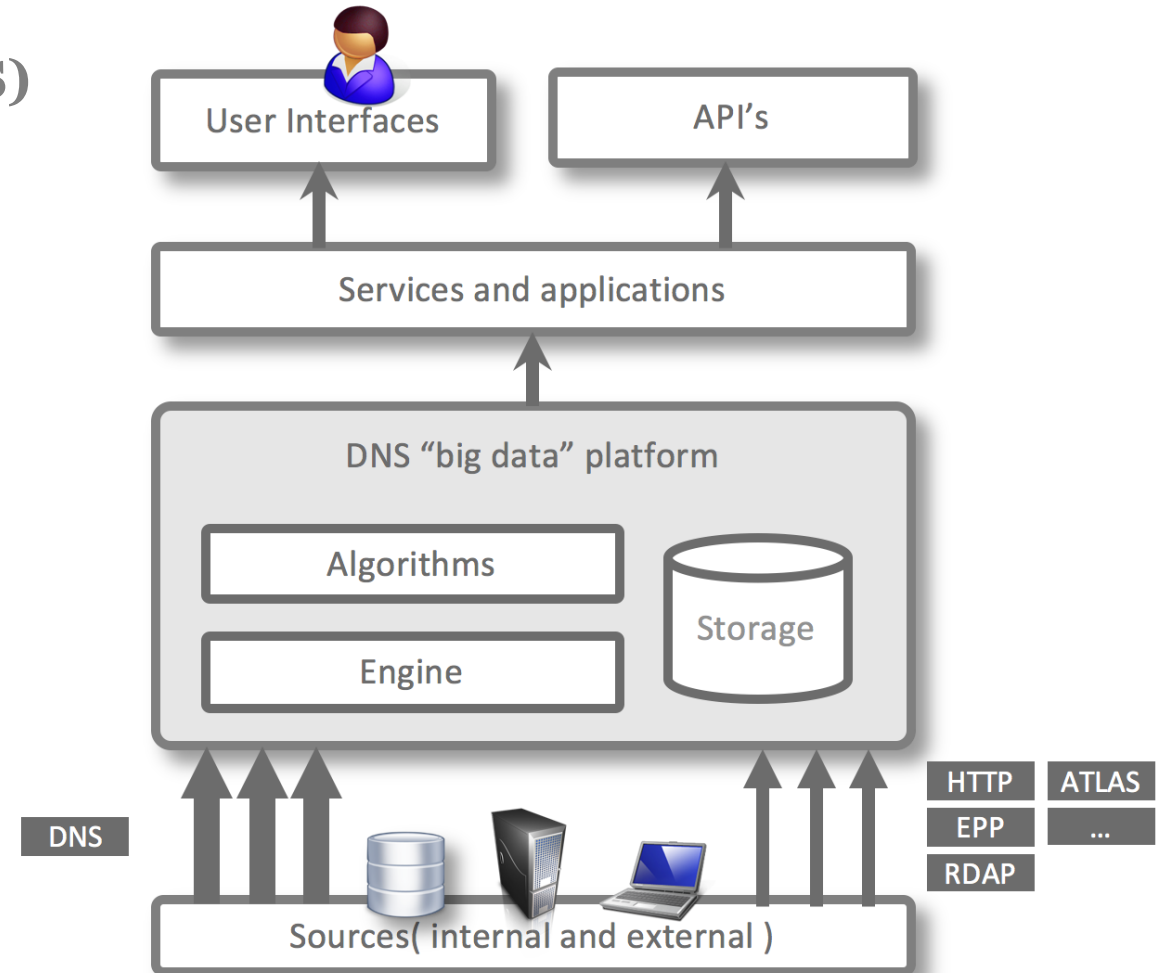 S)
User Interfaces
API’s
Services and applications
DNS “big data” platform
Algorithms
Storage
Engine
HTTP ATLAS
DNS
EPP ...
RDAP
Sources( internal and external )